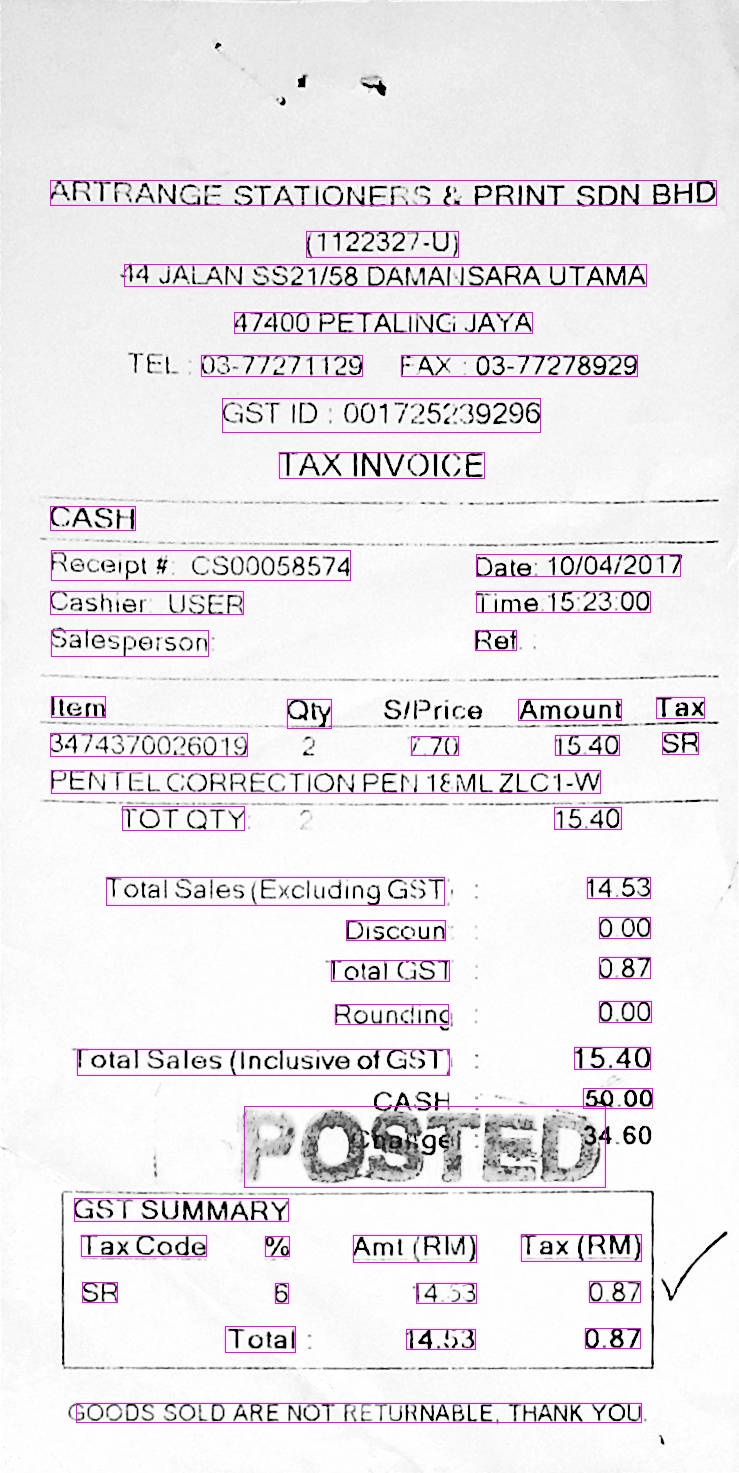 ARTRANGE STATIONERS & PRINT SDN BHD
(1122327-U)
44 JALAN SS21/58 DAMANSARA UTAMA
47400 PETALING JAYA
TEL : 03-77271129 FAX : 03-77278929
GST ID : 001725239296
TAX INVOICE
CASH
Receipt #: CS00058574 Date: 10/04/2017
Cashier: USER Time:15:23:00
Salesperson: Ref. :
Item Qty S/Price Amount Tax
3474370026019 2 7.70 15.40 SR
PENTEL CORRECTION PEN 18ML ZLC1-W
TOT QTY: 2 15.40
Total Sales (Excluding GST) : 14.53
Discount : 0.00
Total GST : 0.87
Rounding : 0.00
Total Sales (Inclusive of GST) : 15.40
CASH : 50.00
Change : 34.60
POSTED
GST SUMMARY
Tax Code % Amt (RM) Tax (RM)
SR 6 14.53 0.87
Total : 14.53 0.87
GOODS SOLD ARE NOT RETURNABLE, THANK YOU.